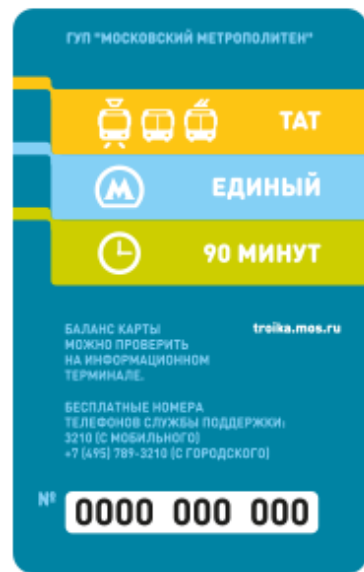 ГУП "МОСКОВСКИЙ МЕТРОПОЛИТЕН"
ТАТ
М
ЕДИНЫЙ
90 МИНУТ
БАЛАНС КАРТЫ
МОЖНО ПРОВЕРИТЬ
НА ИНФОРМАЦИОННОМ
ТЕРМИНАЛЕ.
troika.mos.ru
БЕСПЛАТНЫЕ НОМЕРА
ТЕЛЕФОНОВ СЛУЖБЫ ПОДДЕРЖКИ:
3210 (С МОБИЛЬНОГО)
+7 (495) 789-3210 (С ГОРОДСКОГО)
№ 0000 000 000